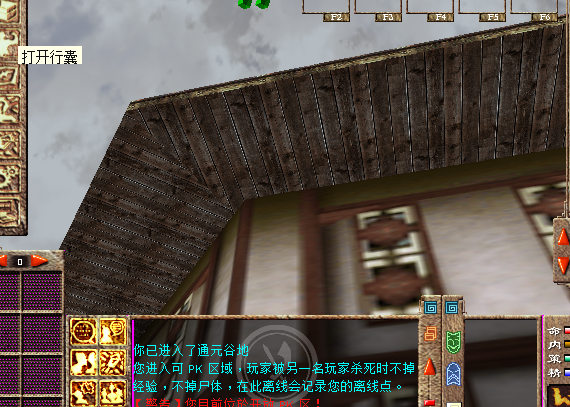 F2 F3 F4 F5 F6
打开行囊
0
你已进入了通元谷地
您进入可 PK 区域，玩家被另一名玩家杀死时不掉
经验，不掉尸体，在此离线会记录您的离线点。
命
内
精